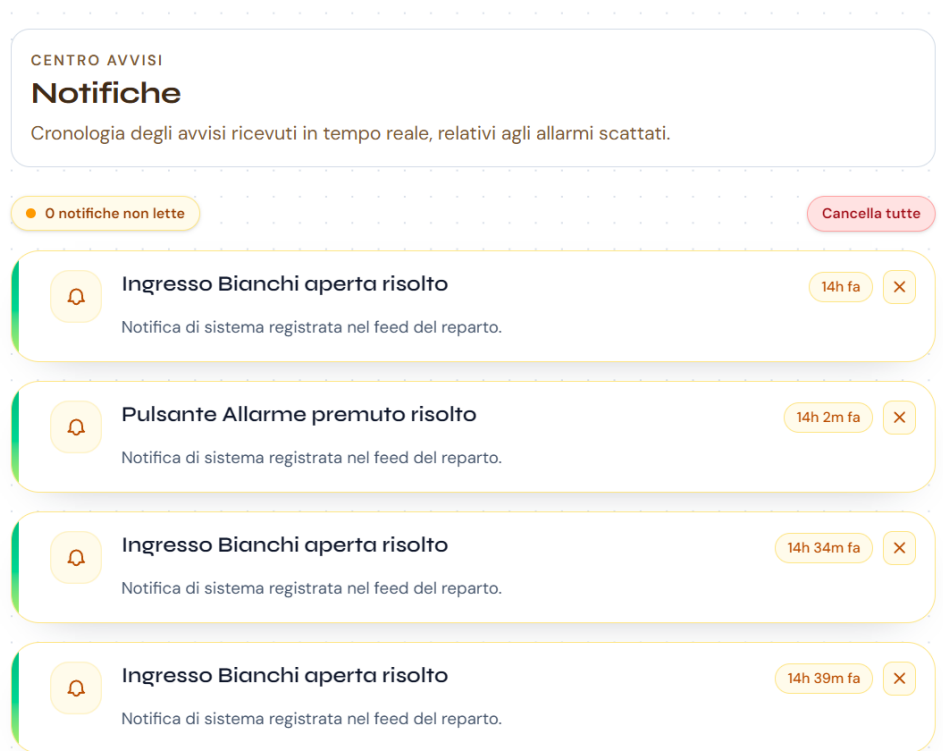 CENTRO AVVISI
Notifiche
Cronologia degli avvisi ricevuti in tempo reale, relativi agli allarmi scattati.
0 notifiche non lette
Cancella tutte
Ingresso Bianchi aperta risolto
14h fa
Notifica di sistema registrata nel feed del reparto.
Pulsante Allarme premuto risolto
14h 2m fa
Notifica di sistema registrata nel feed del reparto.
Ingresso Bianchi aperta risolto
14h 34m fa
Notifica di sistema registrata nel feed del reparto.
Ingresso Bianchi aperta risolto
14h 39m fa
Notifica di sistema registrata nel feed del reparto.